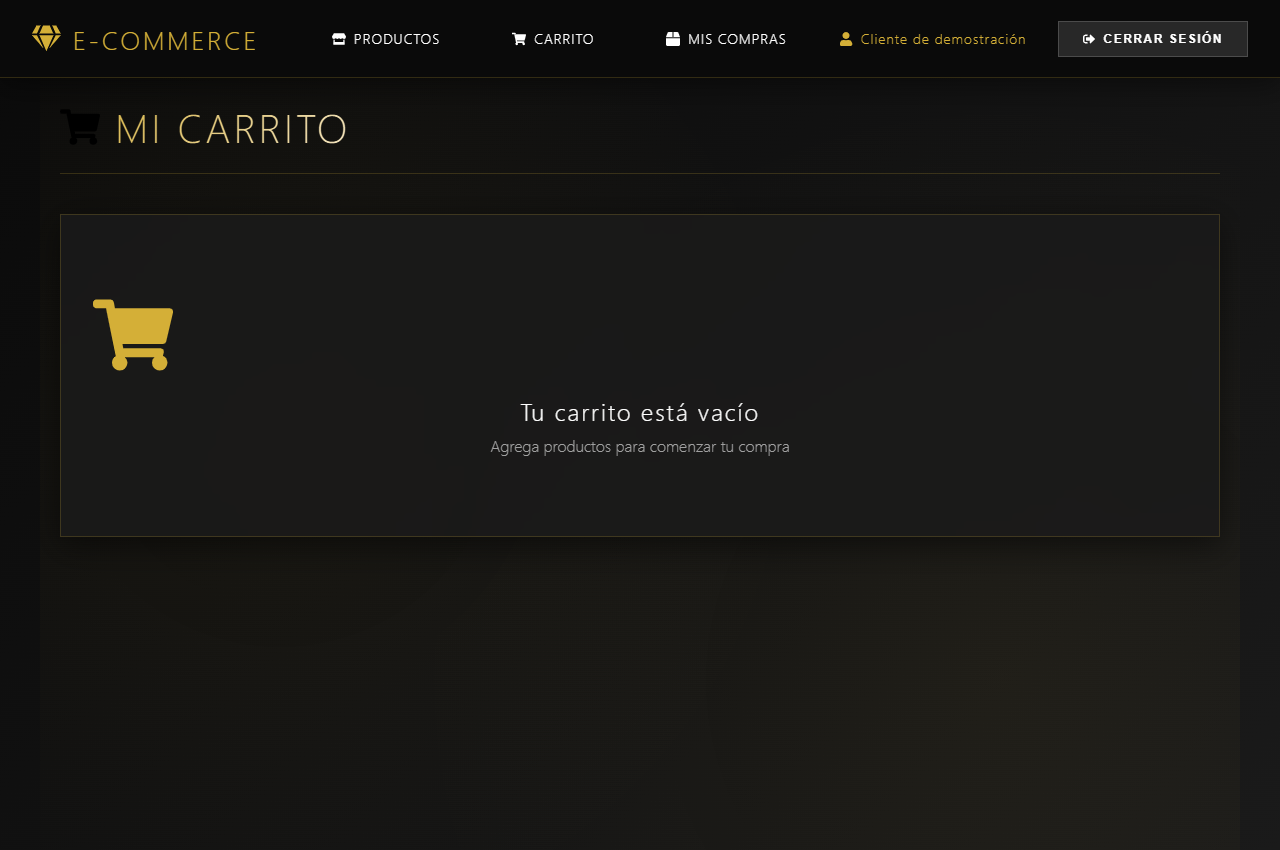 E-COMMERCE
PRODUCTOS
CARRITO
MIS COMPRAS
Cliente de demostración
CERRAR SESIÓN
MI CARRITO
Tu carrito está vacío
Agrega productos para comenzar tu compra